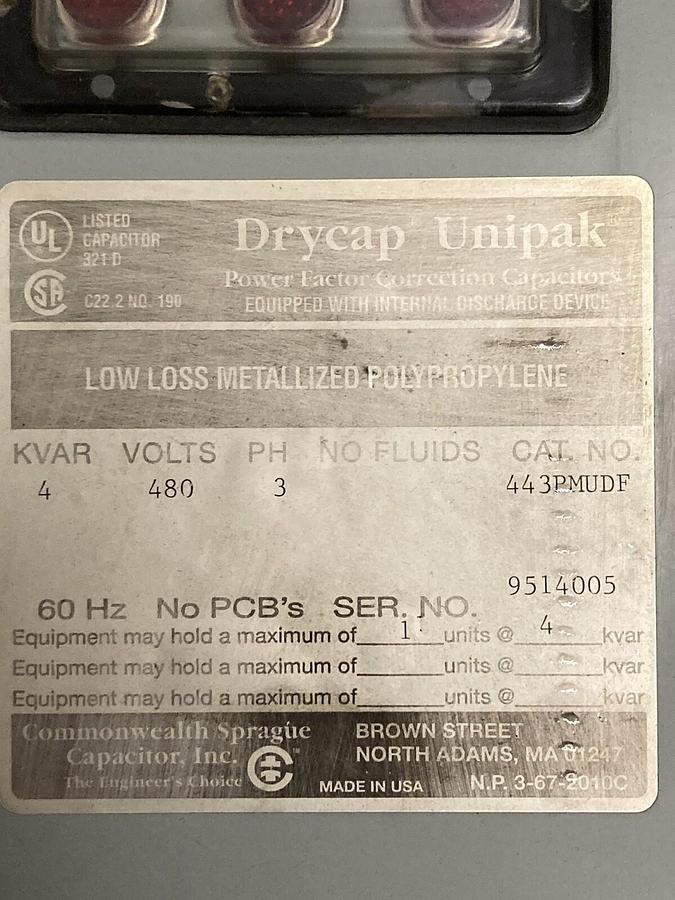 UL
LISTED
CAPACITOR
321 D
Drycap Unipak
Power Factor Correction Capacitors
SA
C22 2 NO 190
EQUIPPED WITH INTERNAL DISCHARGE DEVICE
LOW LOSS METALLIZED POLYPROPYLENE
KVAR VOLTS PH NO FLUIDS CAT. NO.
4 480 3 443PMUDF
9514005
60 Hz No PCB's SER. NO.
Equipment may hold a maximum of 1 units @ 4 kvar
Equipment may hold a maximum of units @ kvar
Equipment may hold a maximum of units @ kvar
Commonwealth Sprague
Capacitor, Inc.
The Engineer's Choice
BROWN STREET
NORTH ADAMS, MA 01247
MADE IN USA N.P. 3-67-2010C